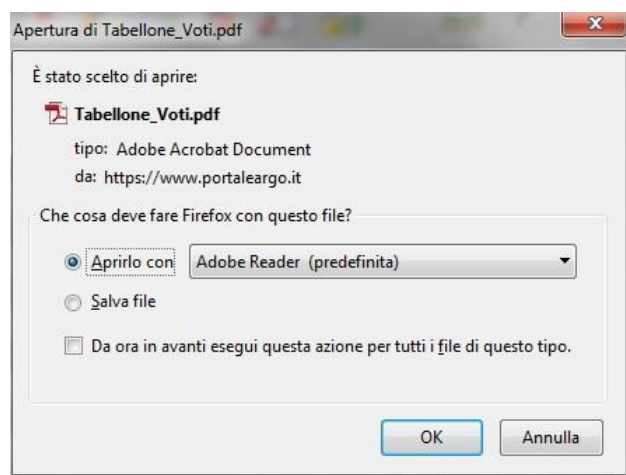 Apertura di Tabellone_Voti.pdf
È stato scelto di aprire:
Tabellone_Voti.pdf
tipo: Adobe Acrobat Document
da: https://www.portaleargo.it
Che cosa deve fare Firefox con questo file?
Aprirlo con Adobe Reader (predefinita)
Salva file
Da ora in avanti esegui questa azione per tutti i file di questo tipo.
OK Annulla